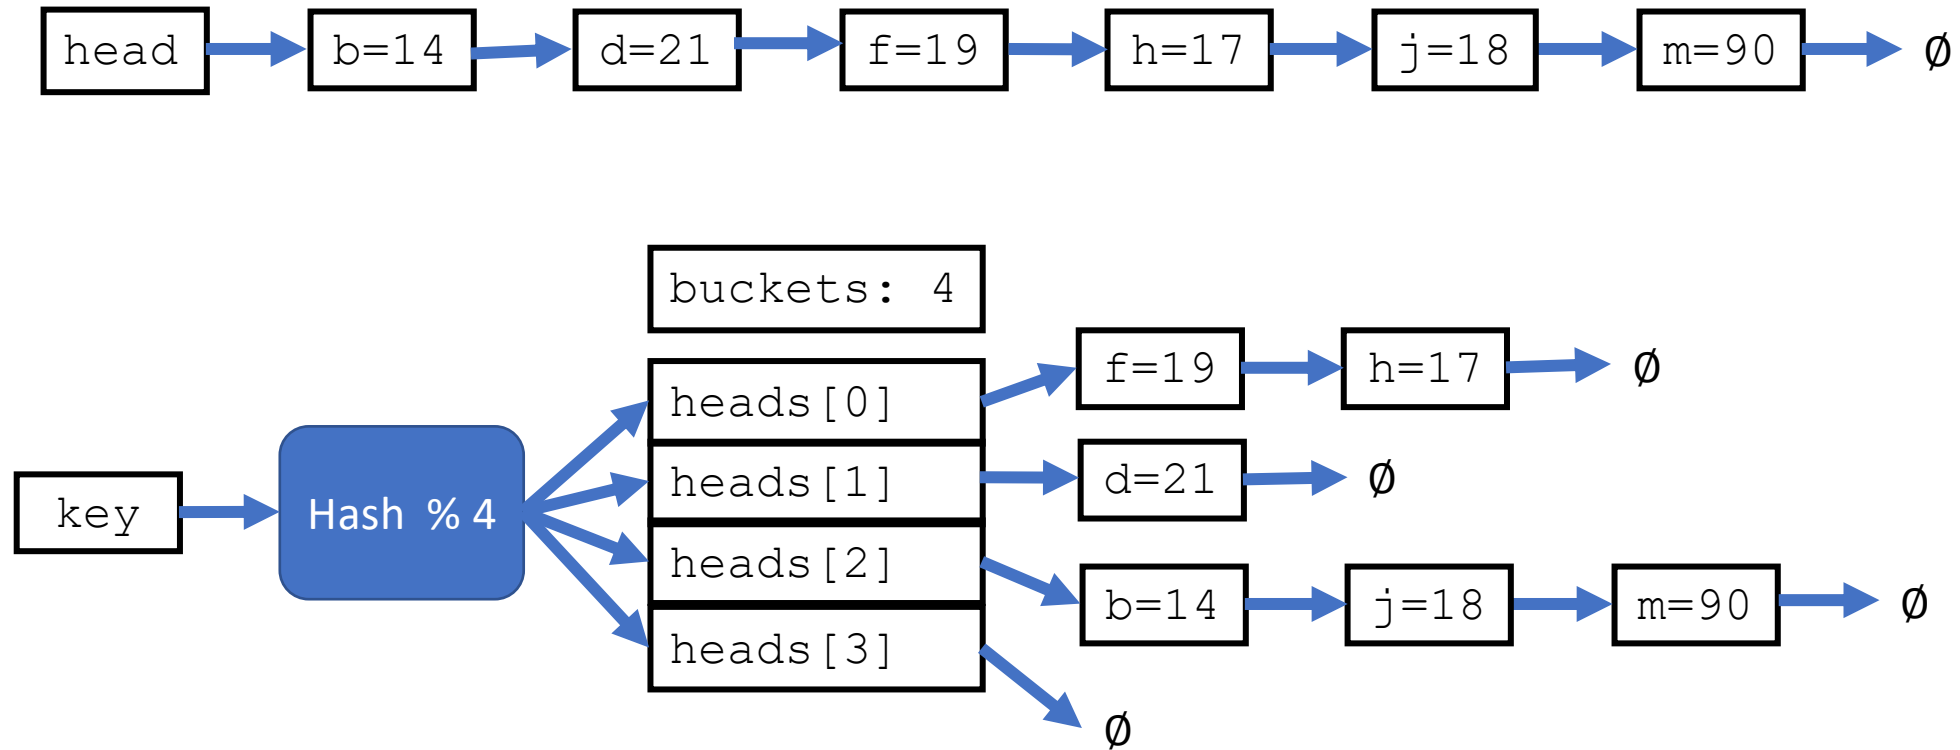 head b=14 d=21 f=19 h=17 j=18 m=90 Ø
buckets: 4
heads[0] f=19 h=17 Ø
heads[1] d=21 Ø
key Hash % 4
heads[2] b=14 j=18 m=90 Ø
heads[3] Ø